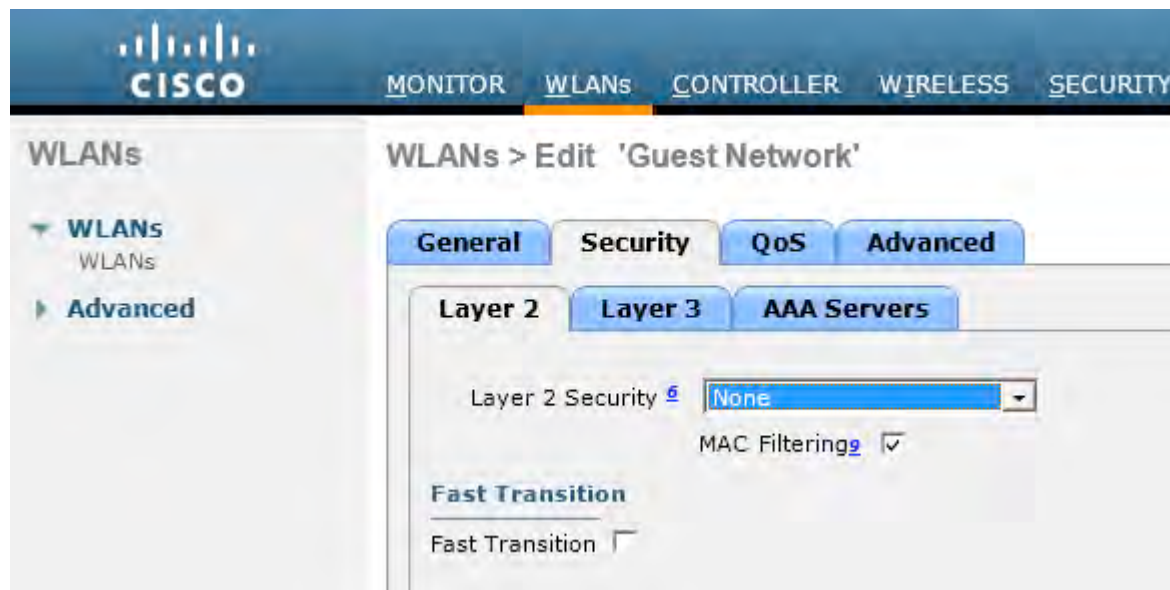 CISCO
MONITOR WLANs CONTROLLER WIRELESS SECURITY
WLANs
WLANs > Edit 'Guest Network'
WLANs
WLANs
Advanced
General Security QoS Advanced
Layer 2 Layer 3 AAA Servers
Layer 2 Security 6 None
MAC Filtering9
Fast Transition
Fast Transition